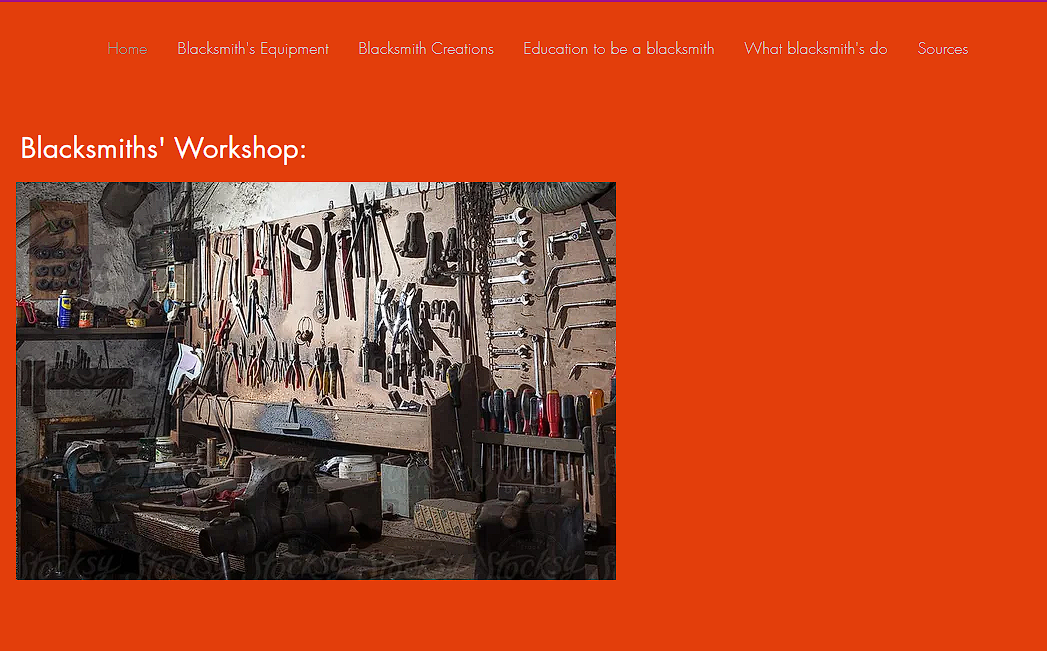 Home Blacksmith's Equipment Blacksmith Creations Education to be a blacksmith What blacksmith's do Sources
Blacksmiths' Workshop:
Stocksy Stocksy Stocksy Stocksy Stocksy